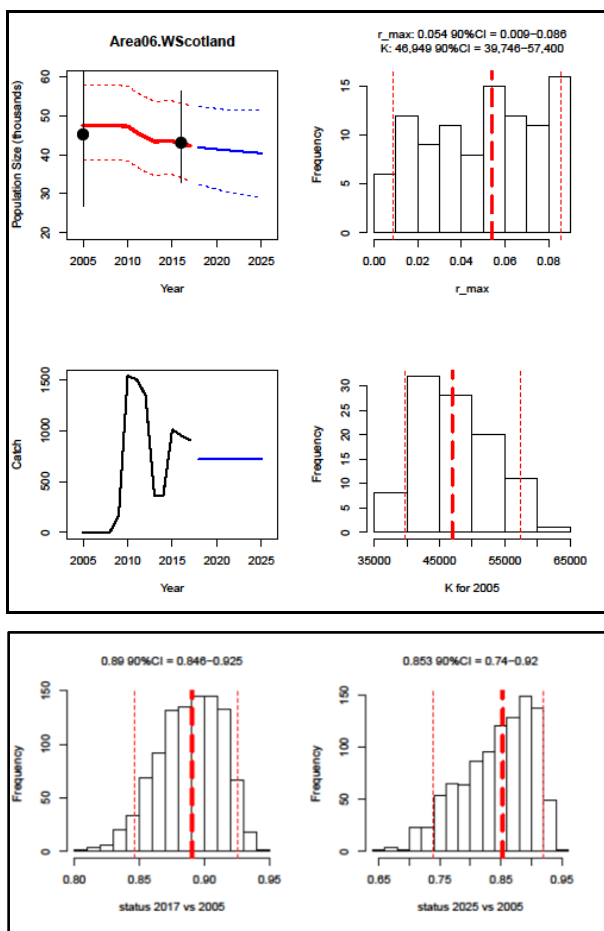 Area06.WScotland
Population Size (thousands)
60
50
40
30
20
2005 2010 2015 2020 2025
Year
r_max: 0.054 90%CI = 0.009−0.086
K: 46,949 90%CI = 39,746−57,400
Frequency
15
10
5
0
0.00 0.02 0.04 0.06 0.08
r_max
Catch
1500
1000
500
0
2005 2010 2015 2020 2025
Year
Frequency
30
25
20
15
10
5
0
35000 45000 55000 65000
K for 2005
0.89 90%CI = 0.846−0.925
Frequency
150
100
50
0
0.80 0.85 0.90 0.95
status 2017 vs 2005
0.853 90%CI = 0.74−0.92
Frequency
150
100
50
0
0.65 0.75 0.85 0.95
status 2025 vs 2005